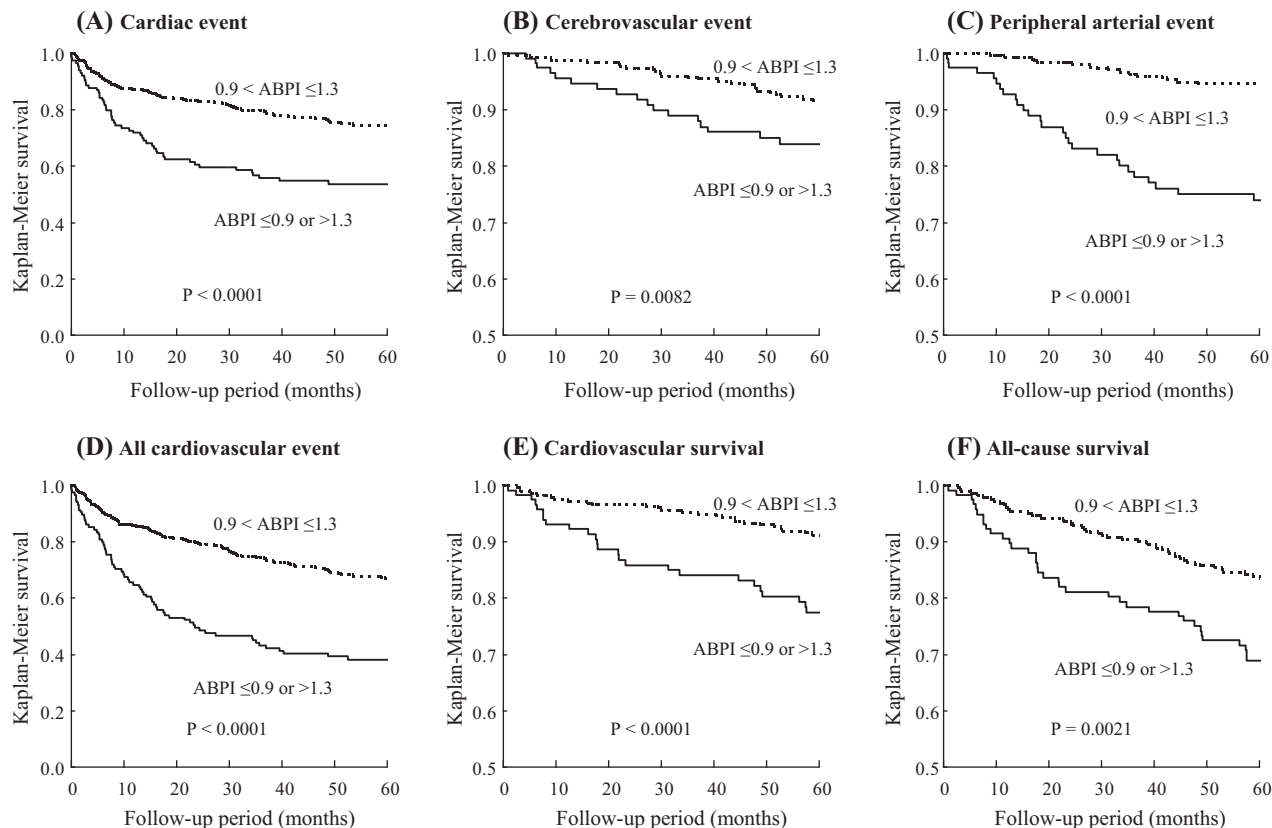 (A) Cardiac event
Kaplan-Meier survival
1.0
0.8
0.6
0.4
0.2
0.0
0.9 < ABPI ≤1.3
ABPI ≤0.9 or >1.3
P < 0.0001
0 10 20 30 40 50 60
Follow-up period (months)
(B) Cerebrovascular event
Kaplan-Meier survival
1.0
0.9
0.8
0.7
0.6
0.5
0.9 < ABPI ≤1.3
ABPI ≤0.9 or >1.3
P = 0.0082
0 10 20 30 40 50 60
Follow-up period (months)
(C) Peripheral arterial event
Kaplan-Meier survival
1.0
0.9
0.8
0.7
0.6
0.5
0.9 < ABPI ≤1.3
ABPI ≤0.9 or >1.3
P < 0.0001
0 10 20 30 40 50 60
Follow-up period (months)
(D) All cardiovascular event
Kaplan-Meier survival
1.0
0.8
0.6
0.4
0.2
0.0
0.9 < ABPI ≤1.3
ABPI ≤0.9 or >1.3
P < 0.0001
0 10 20 30 40 50 60
Follow-up period (months)
(E) Cardiovascular survival
Kaplan-Meier survival
1.0
0.9
0.8
0.7
0.6
0.5
0.9 < ABPI ≤1.3
ABPI ≤0.9 or >1.3
P < 0.0001
0 10 20 30 40 50 60
Follow-up period (months)
(F) All-cause survival
Kaplan-Meier survival
1.0
0.9
0.8
0.7
0.6
0.5
0.9 < ABPI ≤1.3
ABPI ≤0.9 or >1.3
P = 0.0021
0 10 20 30 40 50 60
Follow-up period (months)